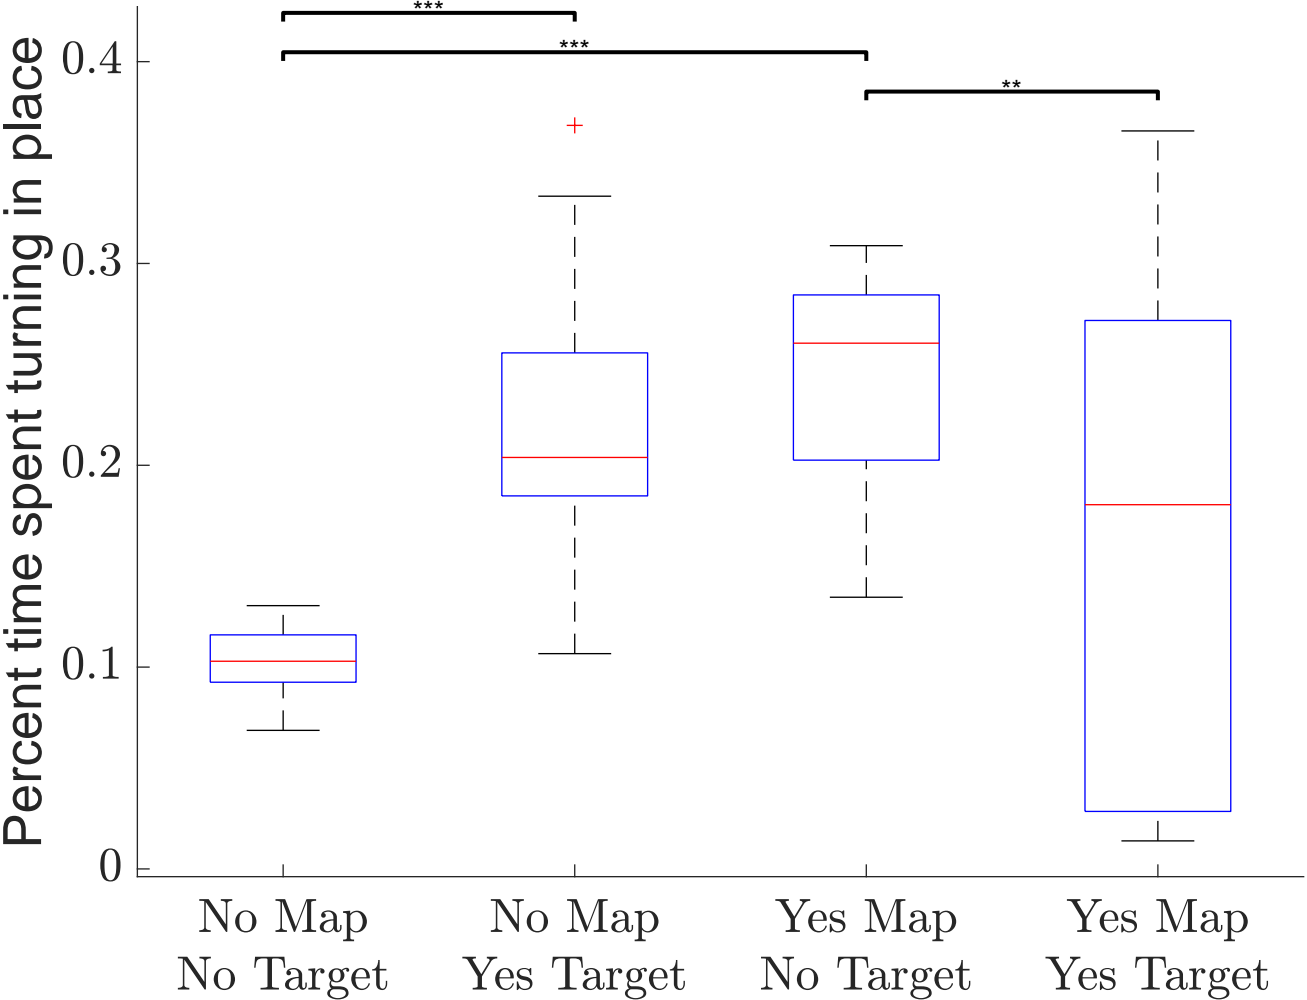 ***
***
**
Percent time spent turning in place
0.4
0.3
0.2
0.1
0
No Map
No Target
No Map
Yes Target
Yes Map
No Target
Yes Map
Yes Target